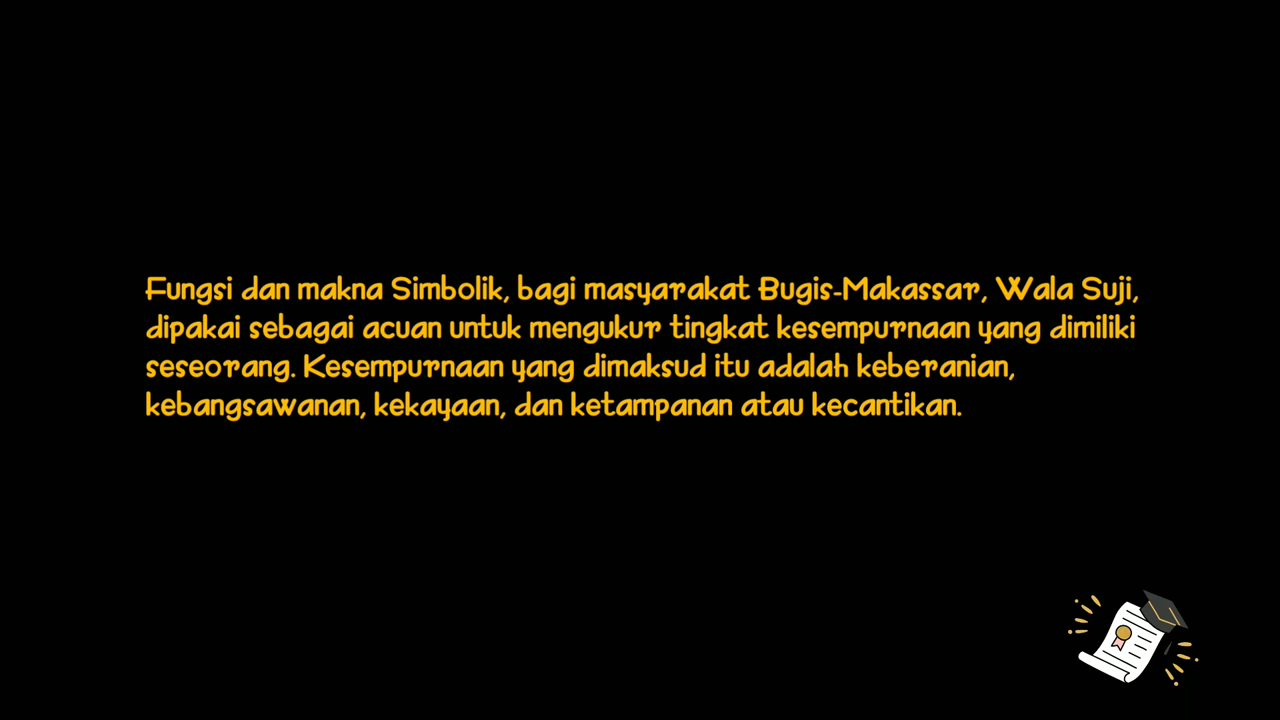 Fungsi dan makna Simbolik, bagi masyarakat Bugis-Makassar, Wala Suji,
dipakai sebagai acuan untuk mengukur tingkat kesempurnaan yang dimiliki
seseorang. Kesempurnaan yang dimaksud itu adalah keberanian,
kebangsawanan, kekayaan, dan ketampanan atau kecantikan.